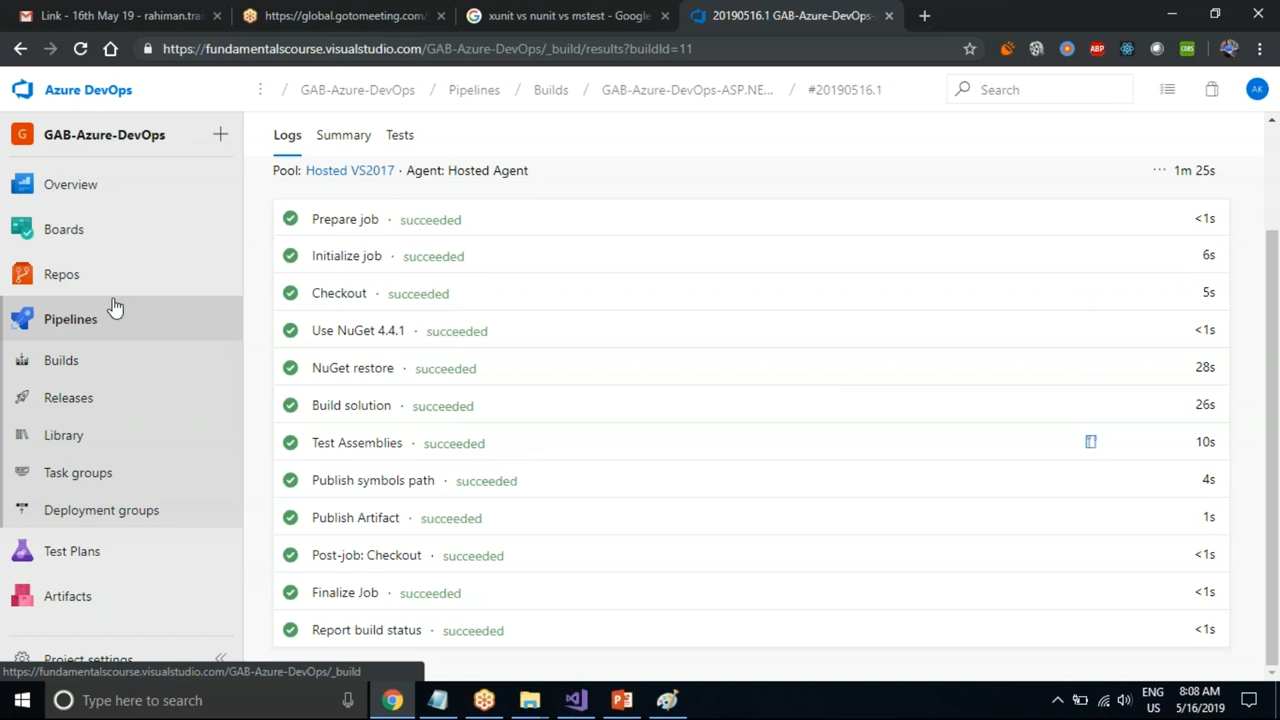 Link - 16th May 19 - rahiman.trai
https://global.gotomeeting.com/
xunit vs nunit vs mstest - Google
20190516.1 GAB-Azure-DevOps-
https://fundamentalscourse.visualstudio.com/GAB-Azure-DevOps/_build/results?buildId=11
ABP
CORS
Azure DevOps
/ GAB-Azure-DevOps / Pipelines / Builds / GAB-Azure-DevOps-ASP.NE... / #20190516.1
Search
AK
G GAB-Azure-DevOps
Overview
Boards
Repos
Pipelines
Builds
Releases
Library
Task groups
Deployment groups
Test Plans
Artifacts
Project settings
Logs Summary Tests
Pool: Hosted VS2017 · Agent: Hosted Agent
··· 1m 25s
Prepare job · succeeded <1s
Initialize job · succeeded 6s
Checkout · succeeded 5s
Use NuGet 4.4.1 · succeeded <1s
NuGet restore · succeeded 28s
Build solution · succeeded 26s
Test Assemblies · succeeded 10s
Publish symbols path · succeeded 4s
Publish Artifact · succeeded 1s
Post-job: Checkout · succeeded <1s
Finalize Job · succeeded <1s
Report build status · succeeded <1s
https://fundamentalscourse.visualstudio.com/GAB-Azure-DevOps/_build
Type here to search
ENG
US
8:08 AM
5/16/2019